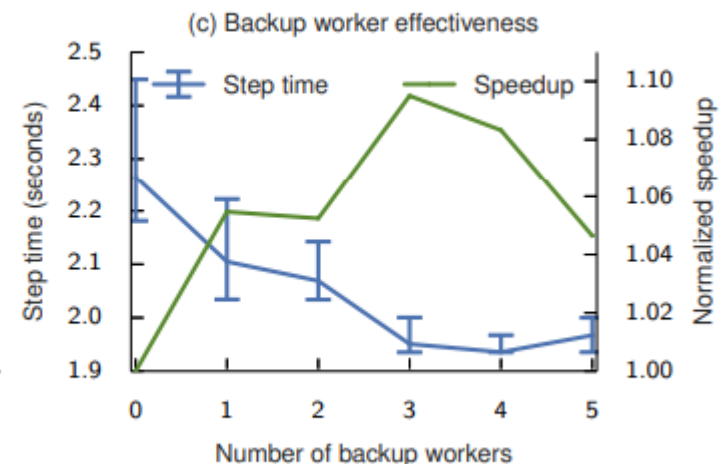 (c) Backup worker effectiveness
Step time
Speedup
Step time (seconds)
2.5
2.4
2.3
2.2
2.1
2.0
1.9
Normalized speedup
1.10
1.08
1.06
1.04
1.02
1.00
0 1 2 3 4 5
Number of backup workers